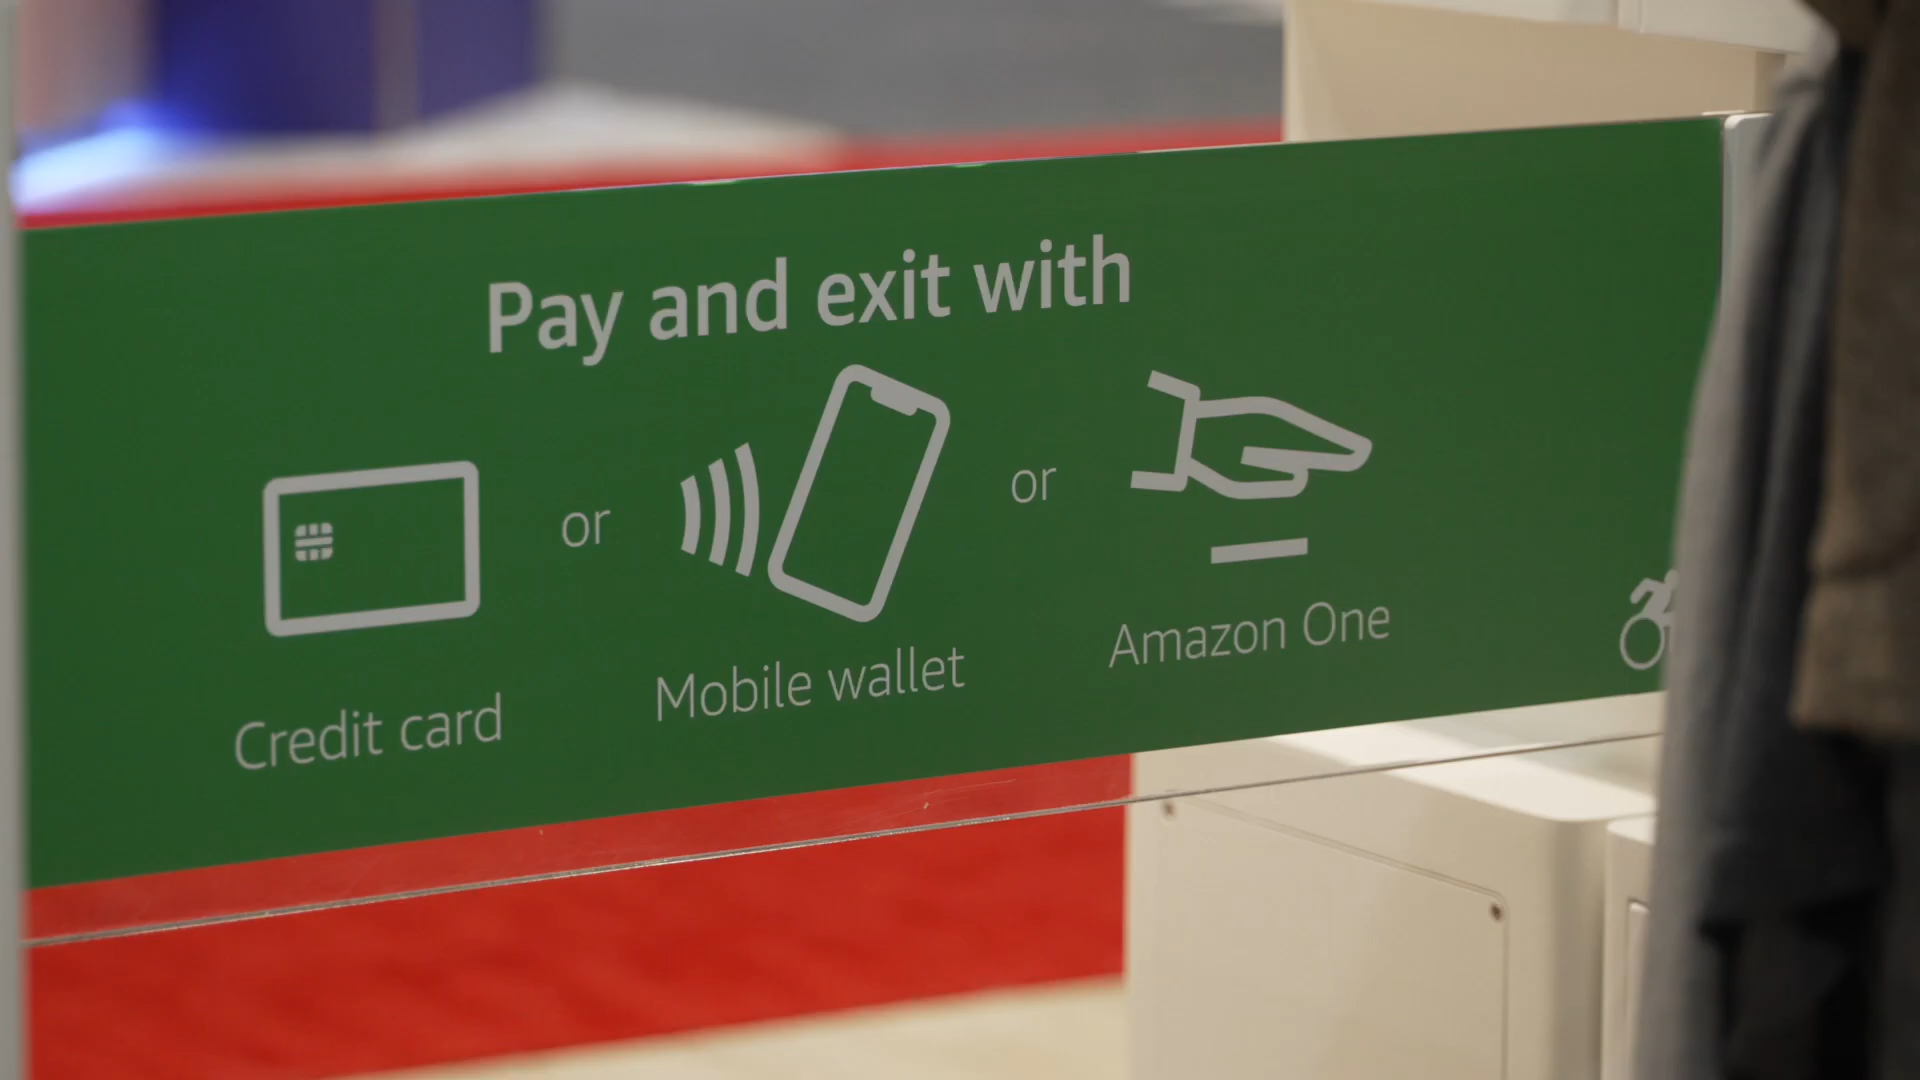 Pay and exit with
or
or
Credit card
Mobile wallet
Amazon One